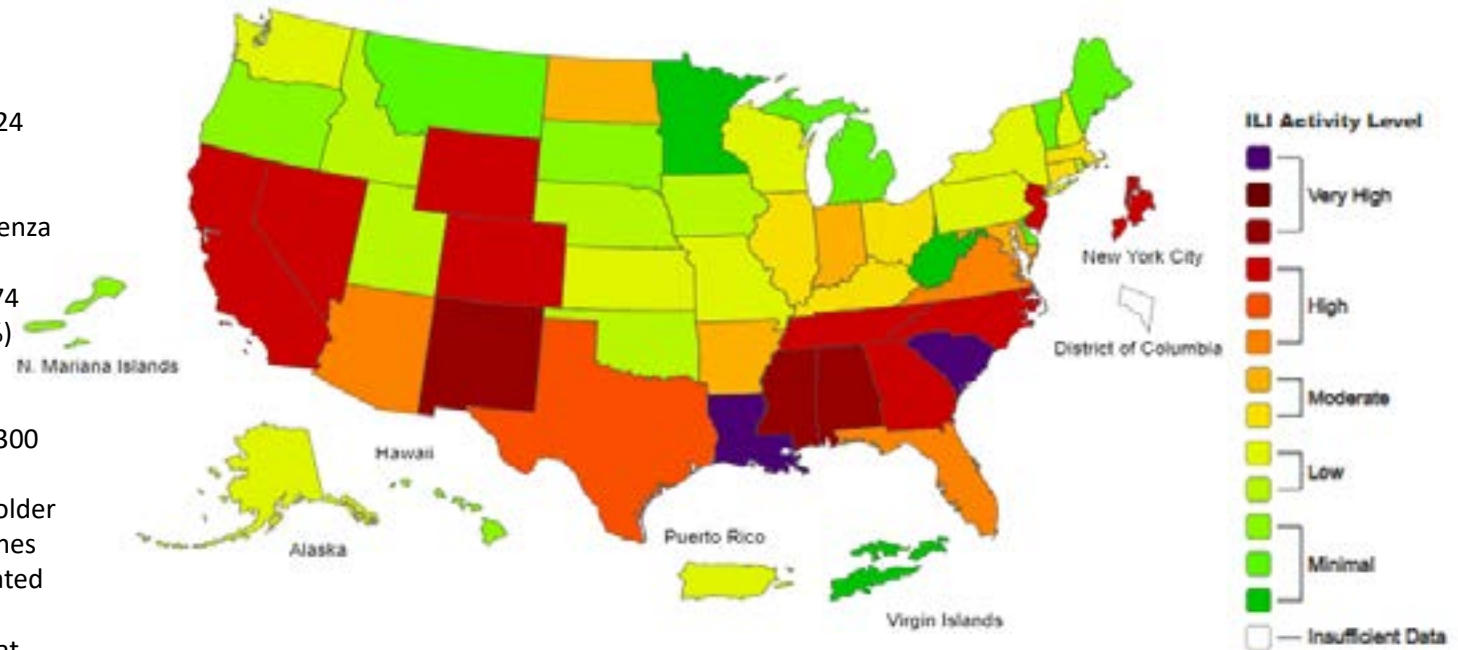 24
enza
74
)
N. Mariana Islands
300
older
nes
ated
Hawaii
Alaska
Puerto Rico
Virgin Islands
New York City
District of Columbia
ILI Activity Level
Very High
High
Moderate
Low
Minimal
Insufficient Data